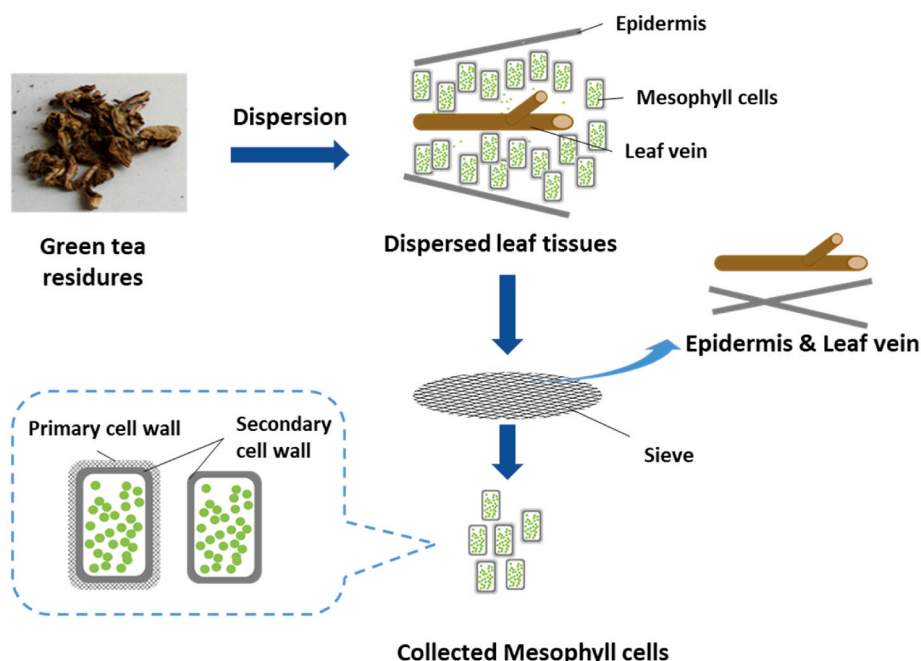 Epidermis
Dispersion
Mesophyll cells
Leaf vein
Green tea
residures
Dispersed leaf tissues
Epidermis & Leaf vein
Primary cell wall
Secondary
cell wall
Sieve
Collected Mesophyll cells